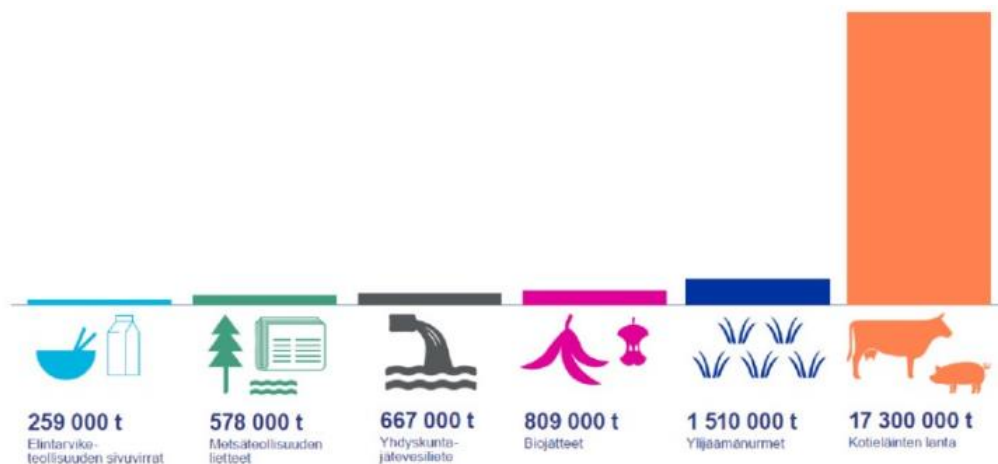 259 000 t
Elintarvike-
teollisuuden sivuvirrat
578 000 t
Metsäteollisuuden
lietteet
667 000 t
Yhdyskunta-
jätevesiliete
809 000 t
Biojätteet
1 510 000 t
Ylijäämänurmet
17 300 000 t
Kotieläinten lanta